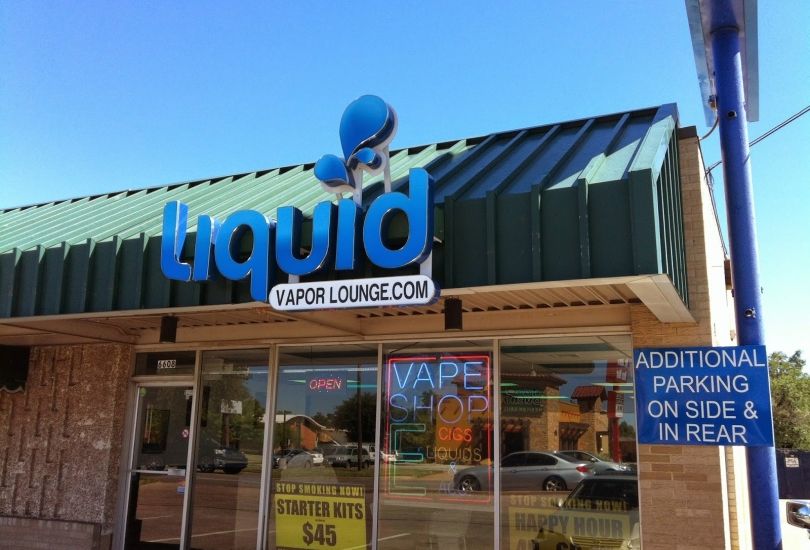 Liquid
VAPOR LOUNGE.COM
6608
OPEN
VAPE
SHOP
E
CIGS
LIQUIDS
&
STOP SMOKING NOW!
STARTER KITS
$45
STOP SMOKING NOW!
HAPPY HOUR
ADDITIONAL
PARKING
ON SIDE &
IN REAR